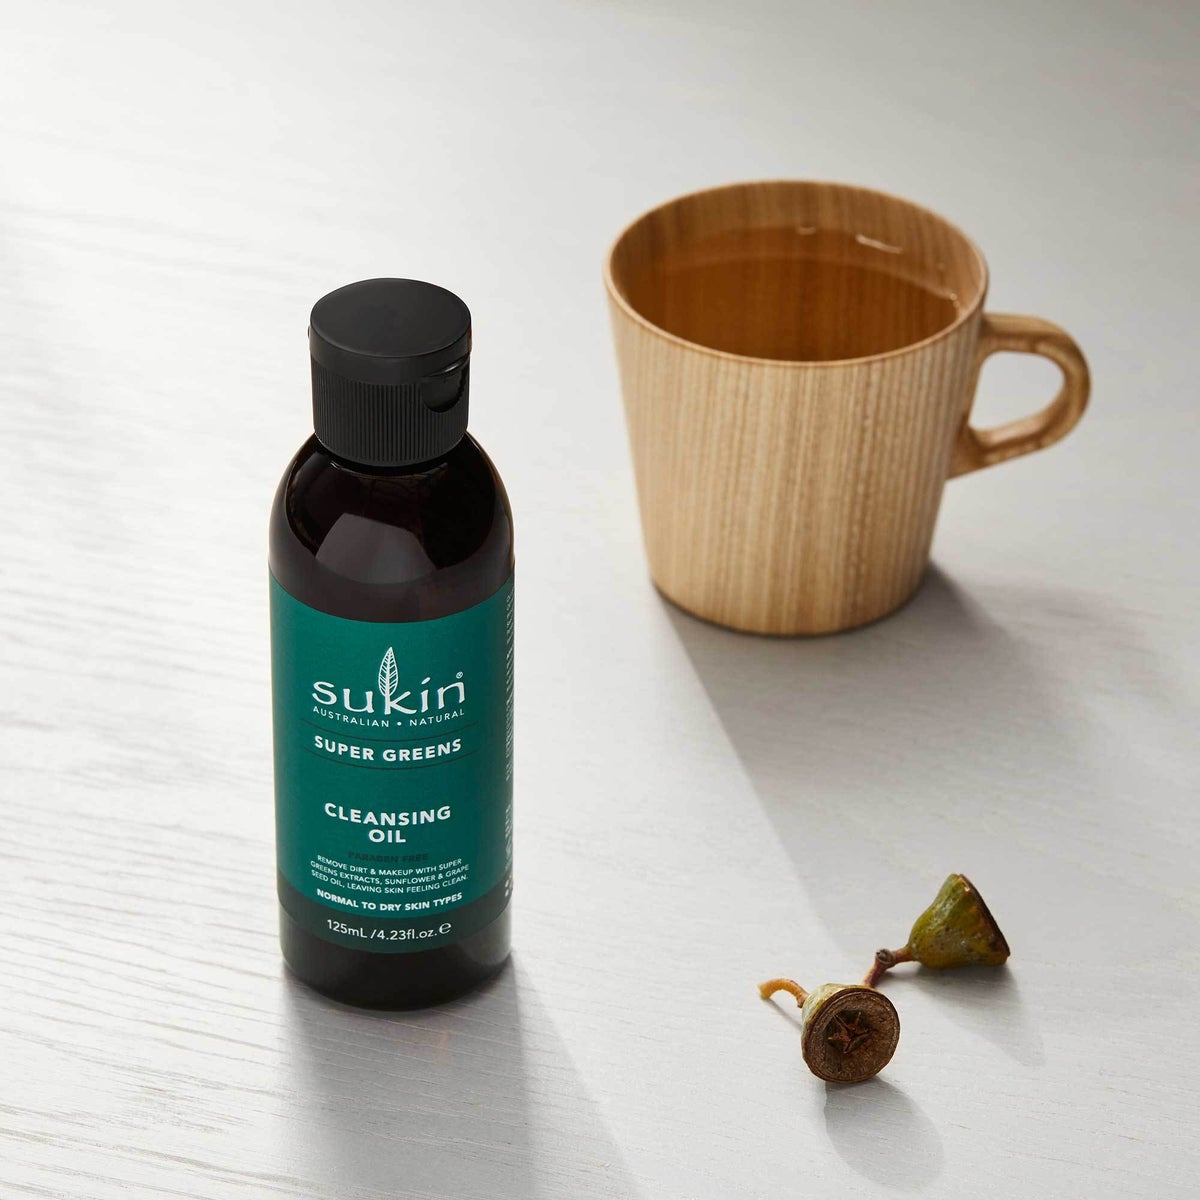 sukin®
AUSTRALIAN • NATURAL
SUPER GREENS
CLEANSING
OIL
PARABEN FREE
REMOVE DIRT & MAKEUP WITH SUPER
GREENS EXTRACTS, SUNFLOWER & GRAPE
SEED OIL, LEAVING SKIN FEELING CLEAN.
NORMAL TO DRY SKIN TYPES
125mL /4.23fl.oz. ℮